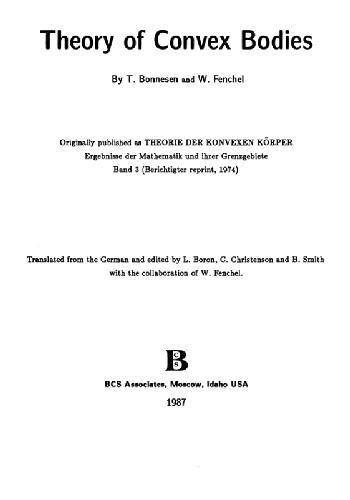 Theory of Convex Bodies
By T. Bonnesen and W. Fenchel
Originally published as THEORIE DER KONVEXEN KÖRPER
Ergebnisse der Mathematik und ihrer Grenzgebiete
Band 3 (Berichtigter reprint, 1974)
Translated from the German and edited by L. Boron, C. Christenson and B. Smith
with the collaboration of W. Fenchel.
BCS
BCS Associates, Moscow, Idaho USA
1987